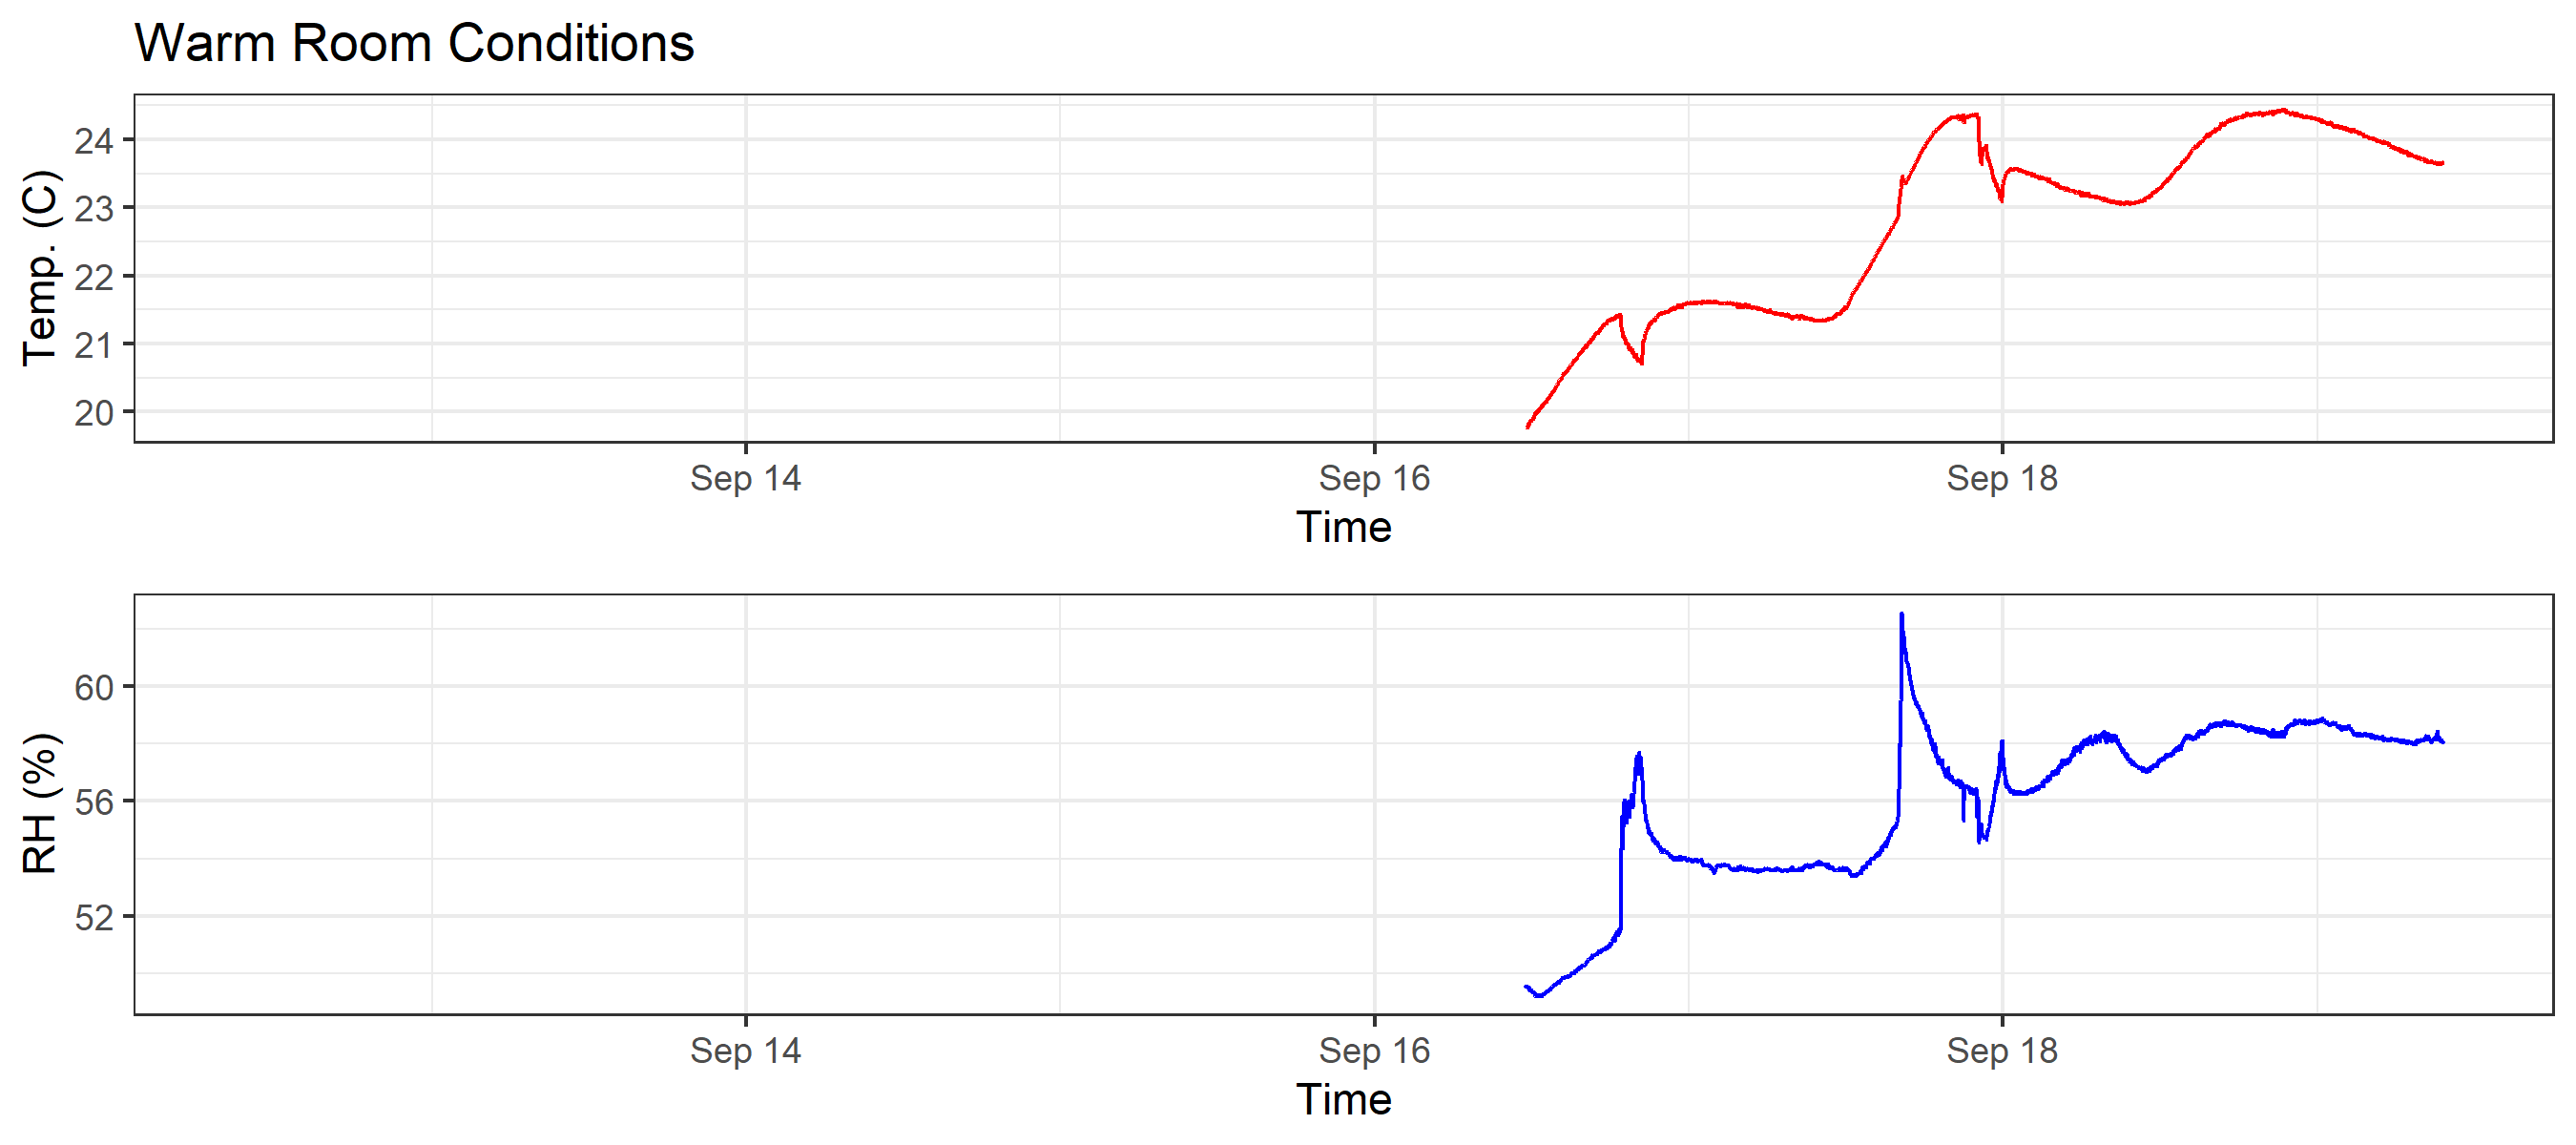 Warm Room Conditions
Temp. (C)
24
23
22
21
20
Sep 14
Sep 16
Sep 18
Time
RH (%)
60
56
52
Sep 14
Sep 16
Sep 18
Time